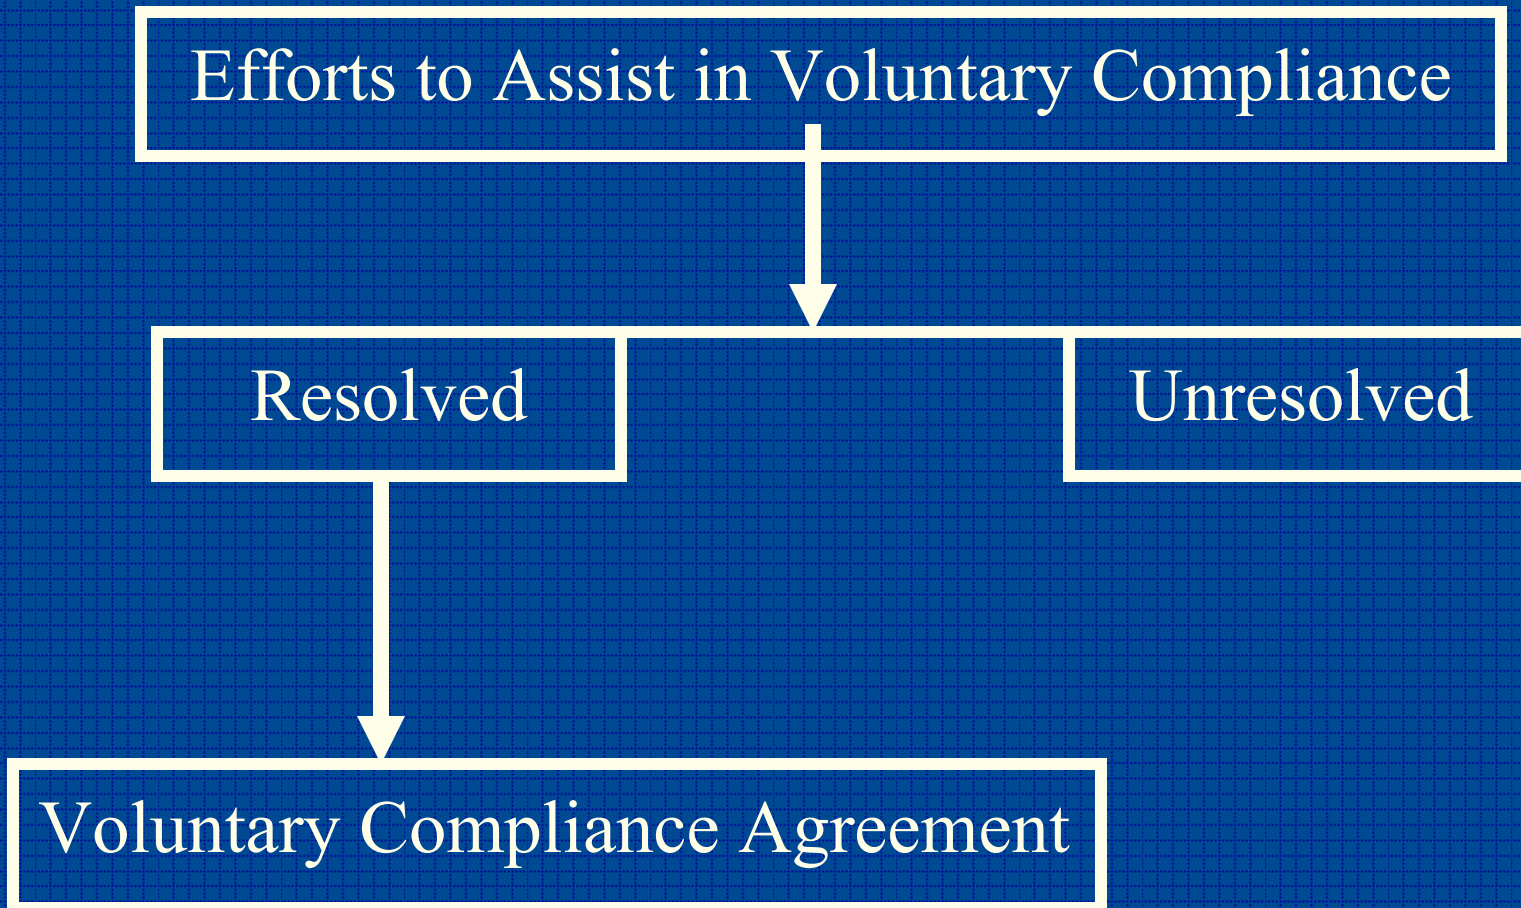 Efforts to Assist in Voluntary Compliance
Resolved
Unresolved
Voluntary Compliance Agreement